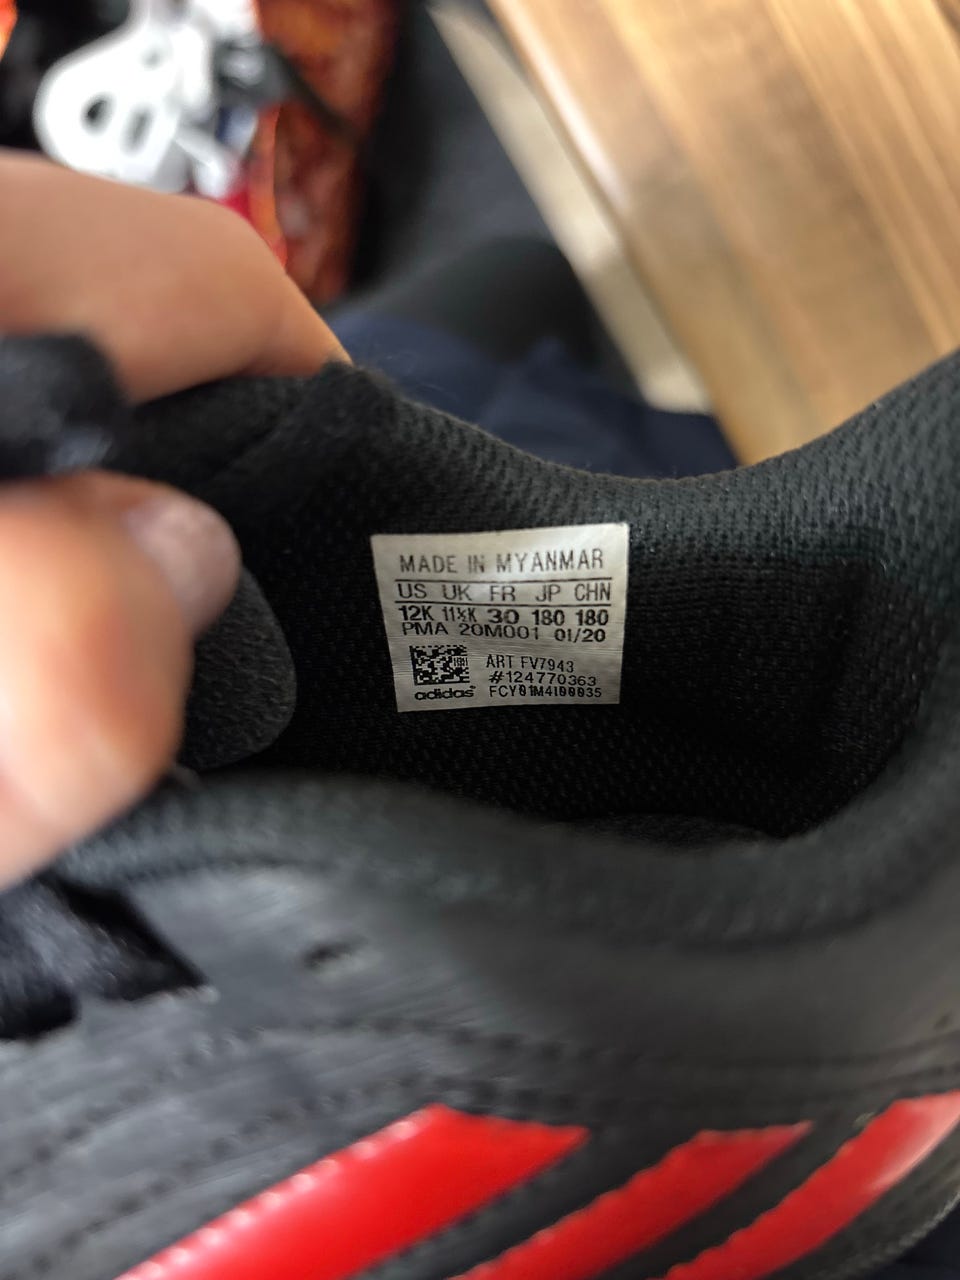 MADE IN MYANMAR
US UK FR JP CHN
12K 11½K 30 180 180
PMA 20M001 01/20
ART FV7943
#124770363
adidas FCY01M4I00035